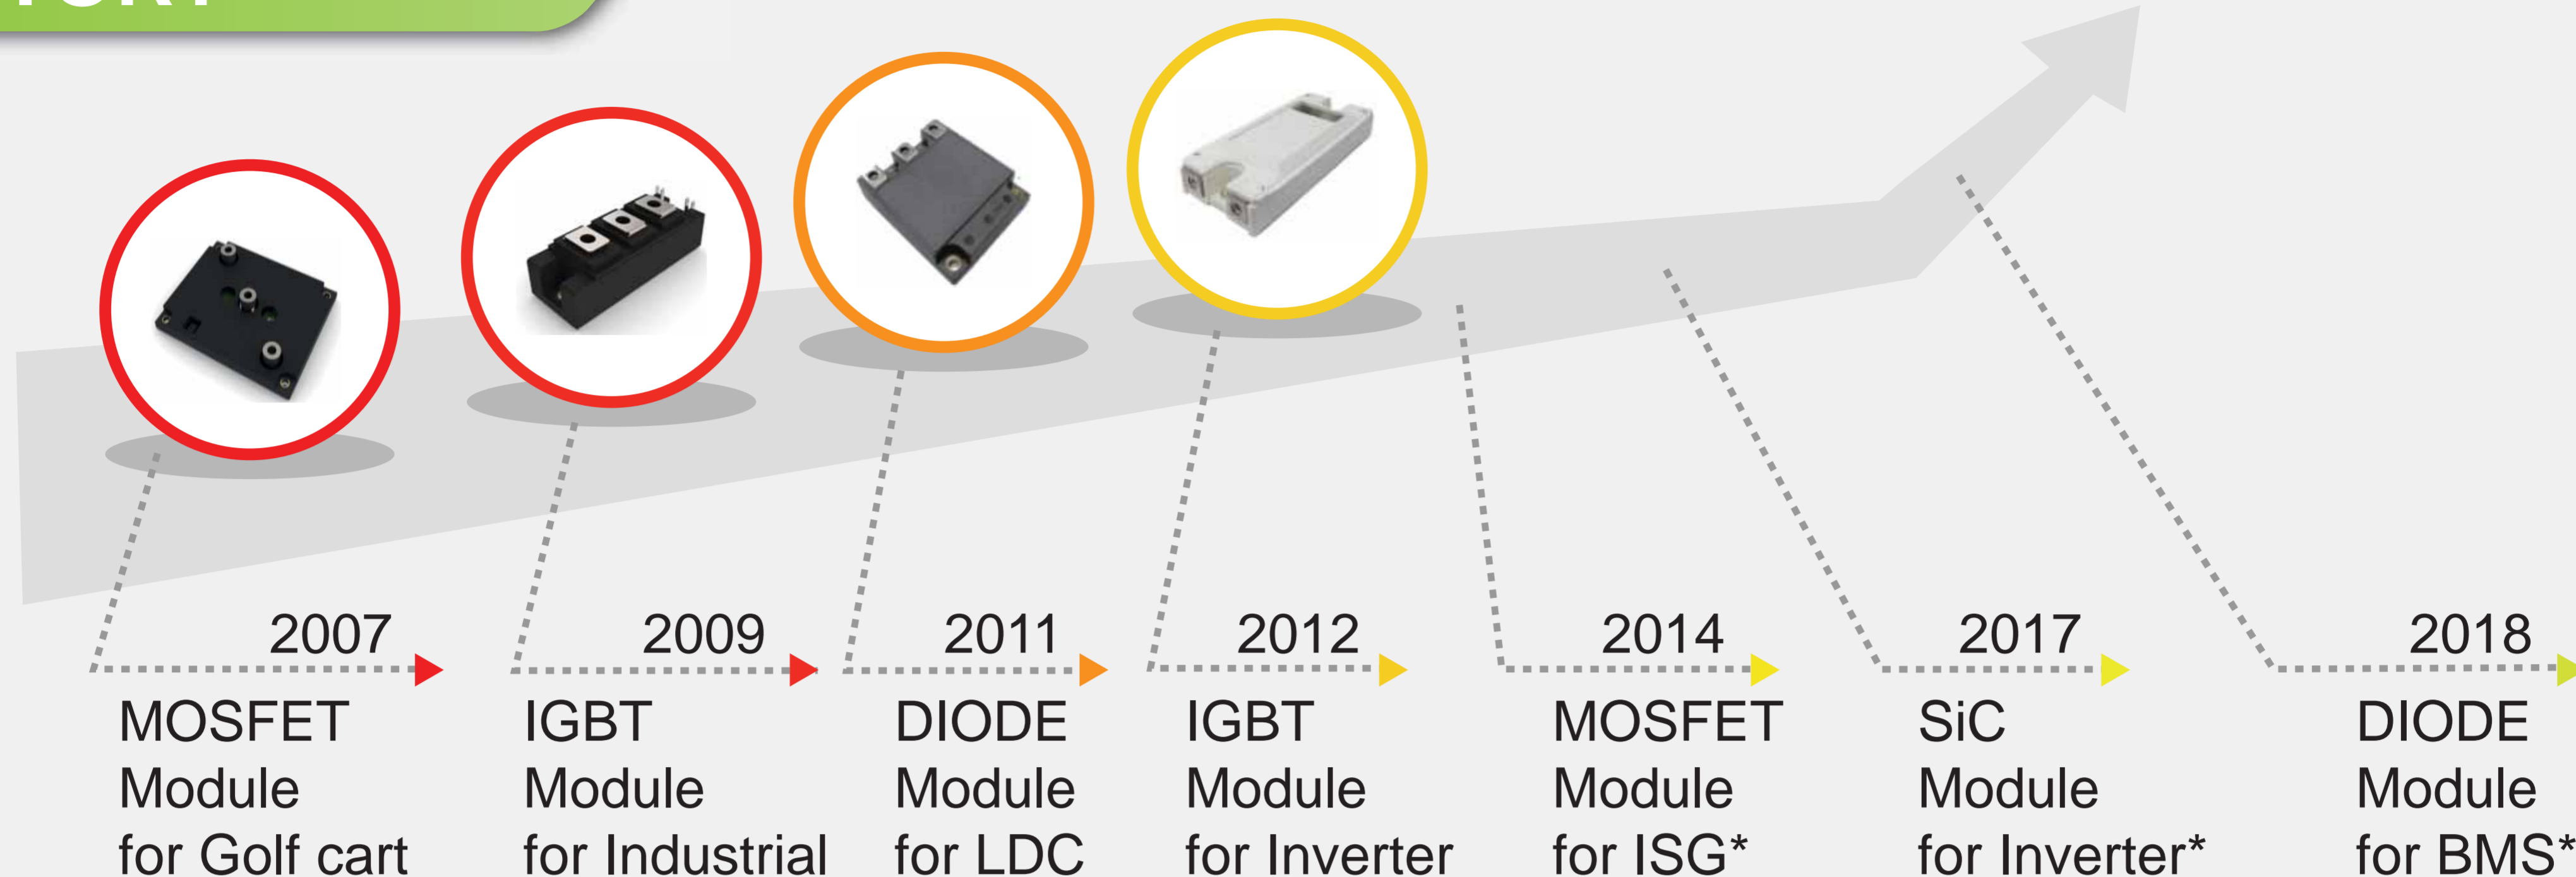 2007
MOSFET
Module
for Golf cart
2009
IGBT
Module
for Industrial
2011
DIODE
Module
for LDC
2012
IGBT
Module
for Inverter
2014
MOSFET
Module
for ISG*
2017
SiC
Module
for Inverter*
2018
DIODE
Module
for BMS*